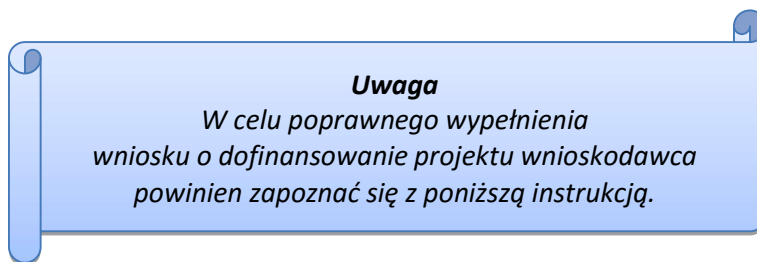 Uwaga
W celu poprawnego wypełnienia
wniosku o dofinansowanie projektu wnioskodawca
powinien zapoznać się z poniższą instrukcją.